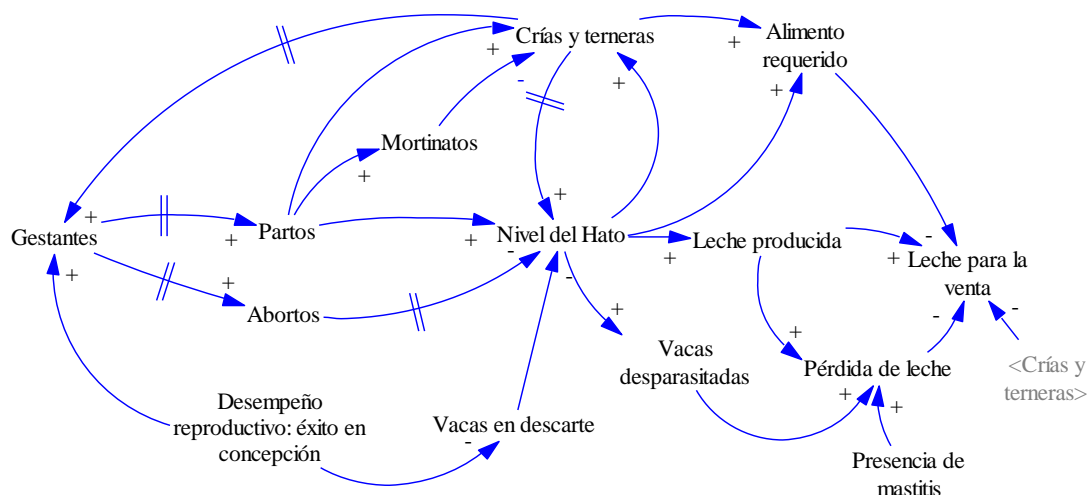 Crías y terneras
Alimento
requerido
Mortinatos
Gestantes
Partos
Nivel del Hato
Leche producida
Leche para la
venta
Abortos
Vacas
desparasitadas
Pérdida de leche
<Crías y
terneras>
Desempeño
reproductivo: éxito en
concepción
Vacas en descarte
Presencia de
mastitis